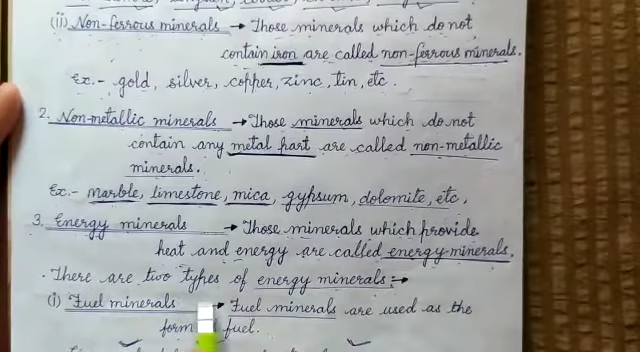 (ii) Non-ferrous minerals → Those minerals which do not
contain iron are called non-ferrous minerals.
Ex.- gold, silver, copper, zinc, tin, etc.
2. Non-metallic minerals → Those minerals which do not
contain any metal part are called non-metallic
minerals.
Ex.- marble, limestone, mica, gypsum, dolomite, etc,
3. Energy minerals → Those minerals which provide
heat and energy are called energy-minerals.
. There are two types of energy minerals:→
(i) Fuel minerals → Fuel minerals are used as the
form fuel.